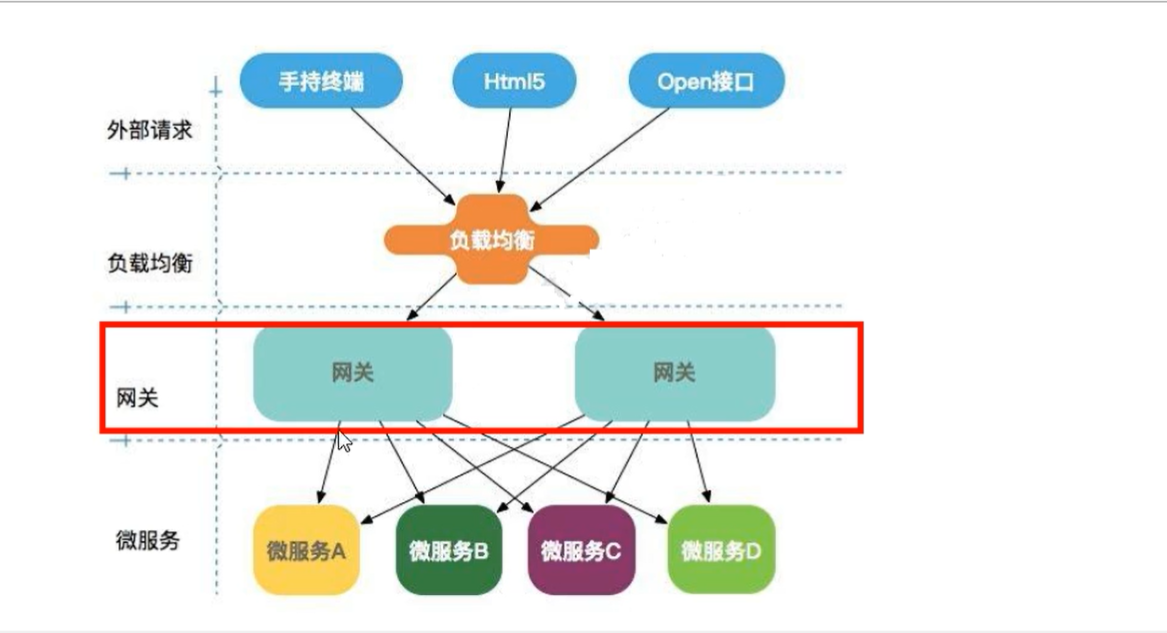 手持终端
Html5
Open接口
外部请求
负载均衡
负载均衡
网关
网关
网关
微服务
微服务A
微服务B
微服务C
微服务D